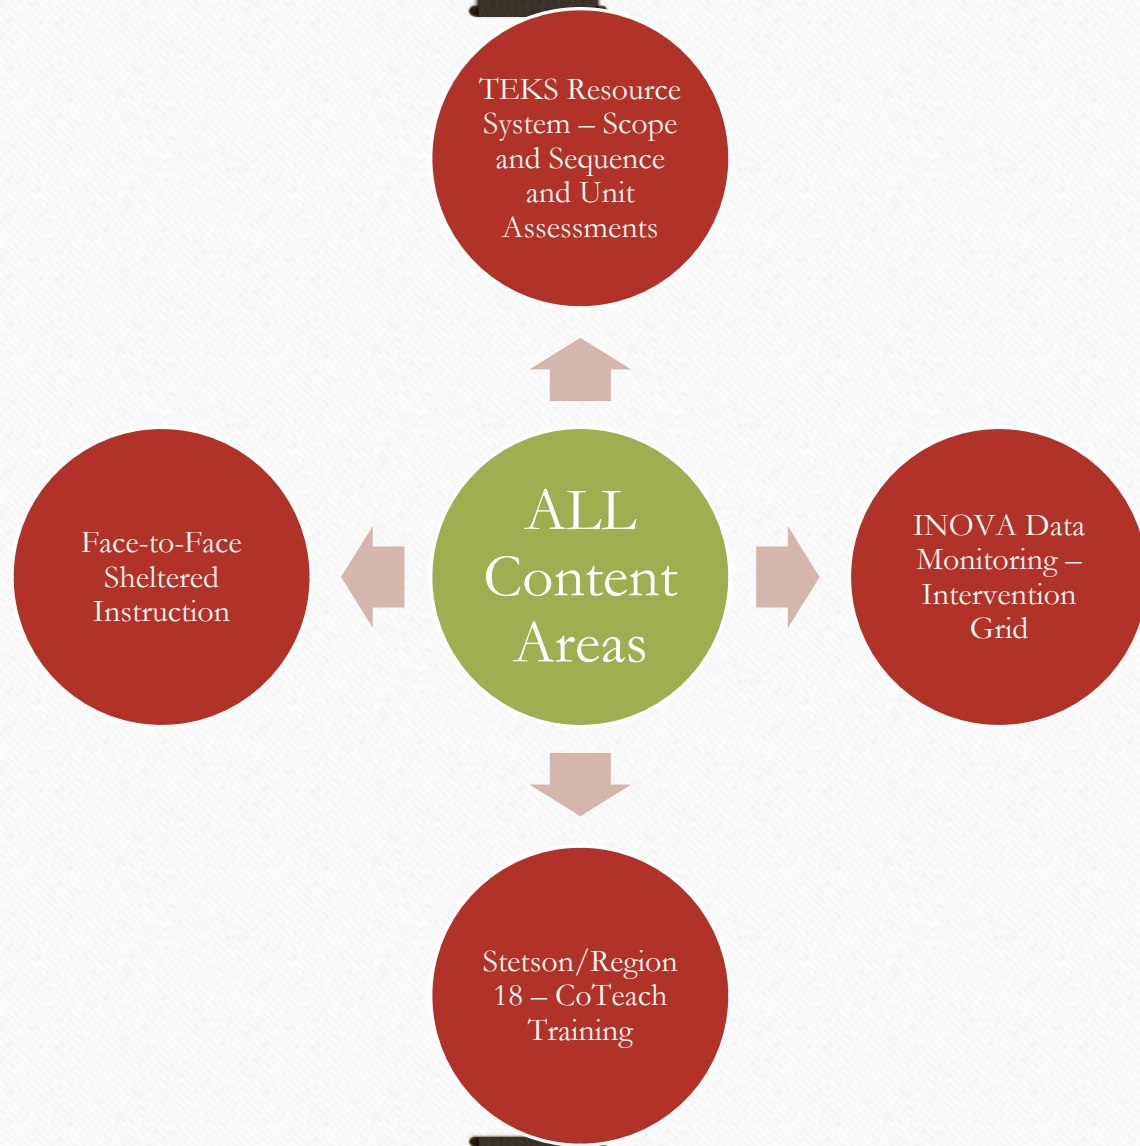 TEKS Resource
System – Scope
and Sequence
and Unit
Assessments
Face-to-Face
Sheltered
Instruction
ALL
Content
Areas
INOVA Data
Monitoring –
Intervention
Grid
Stetson/Region
18 – CoTeach
Training